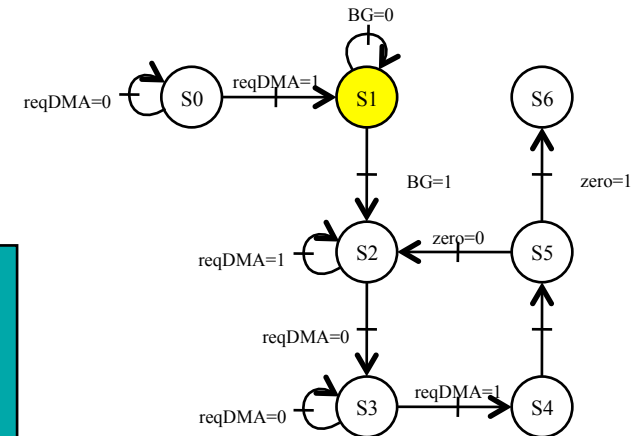 BG=0
reqDMA=0
S0
reqDMA=1
S1
S6
BG=1
zero=1
reqDMA=1
S2
zero=0
S5
reqDMA=0
reqDMA=0
S3
reqDMA=1
S4